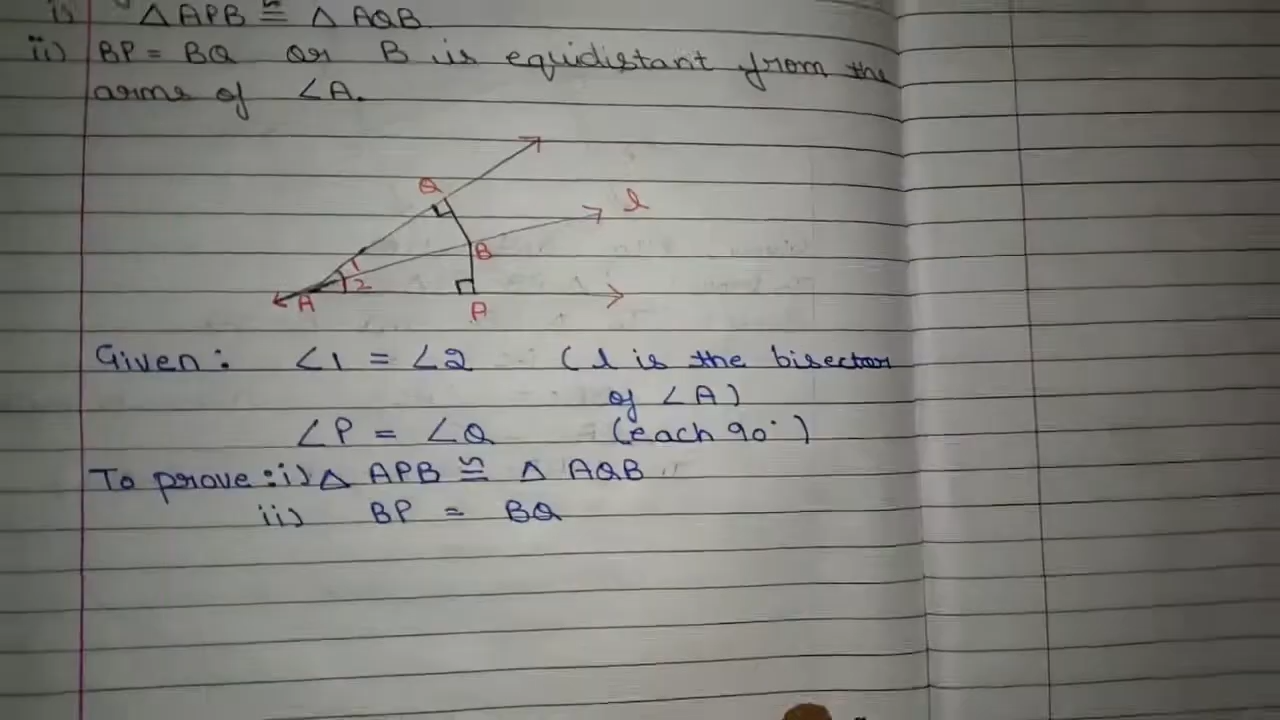 i) △APB ≅ △AQB
ii) BP = BQ or B is equidistant from the
arms of ∠A.
Q
l
1
B
2
A
P
Given: ∠1 = ∠2 (l is the bisector
of ∠A)
∠P = ∠Q (each 90°)
To prove: i) △ APB ≅ △ AQB
ii) BP = BQ